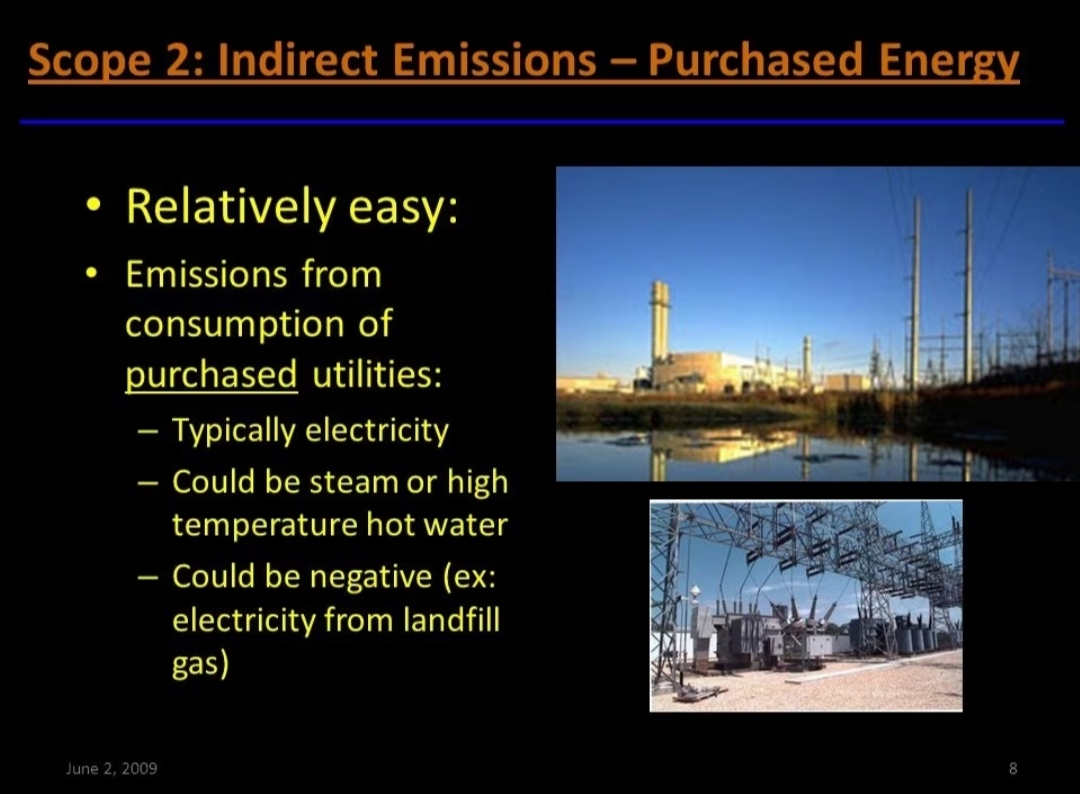 Scope 2: Indirect Emissions – Purchased Energy
• Relatively easy:
• Emissions from
consumption of
purchased utilities:
– Typically electricity
– Could be steam or high
temperature hot water
– Could be negative (ex:
electricity from landfill
gas)
June 2, 2009
8